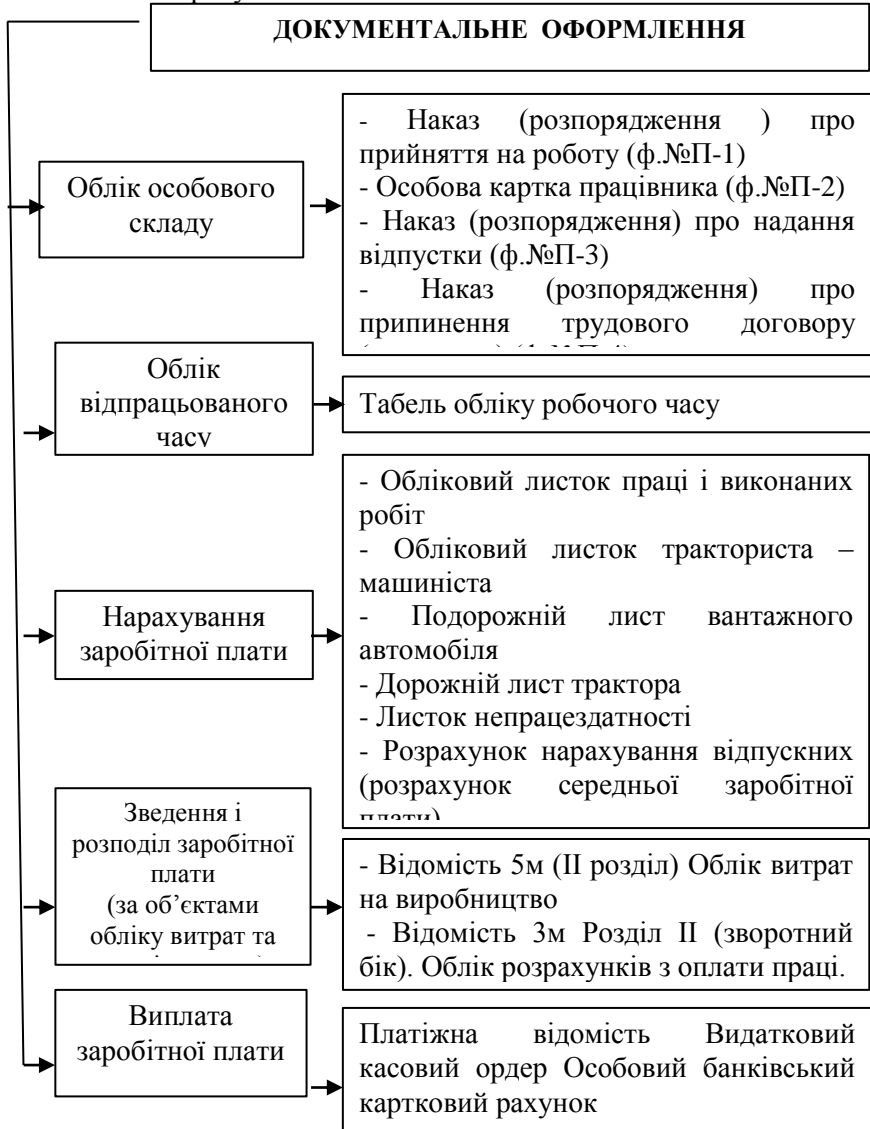 ДОКУМЕНТАЛЬНЕ ОФОРМЛЕННЯ
Облік особового
складу
- Наказ (розпорядження ) про
прийняття на роботу (ф.№П-1)
- Особова картка працівника (ф.№П-2)
- Наказ (розпорядження) про надання
відпустки (ф.№П-3)
- Наказ (розпорядження) про
припинення трудового договору
Облік
відпрацьованого
часу
Табель обліку робочого часу
Нарахування
заробітної плати
- Обліковий листок праці і виконаних
робіт
- Обліковий листок тракториста –
машиніста
- Подорожній лист вантажного
автомобіля
- Дорожній лист трактора
- Листок непрацездатності
- Розрахунок нарахування відпускних
(розрахунок середньої заробітної
плати)
Зведення і
розподіл заробітної
плати
(за об’єктами
обліку витрат та
- Відомість 5м (ІІ розділ) Облік витрат
на виробництво
- Відомість 3м Розділ ІІ (зворотний
бік). Облік розрахунків з оплати праці.
Виплата
заробітної плати
Платіжна відомість Видатковий
касовий ордер Особовий банківський
картковий рахунок